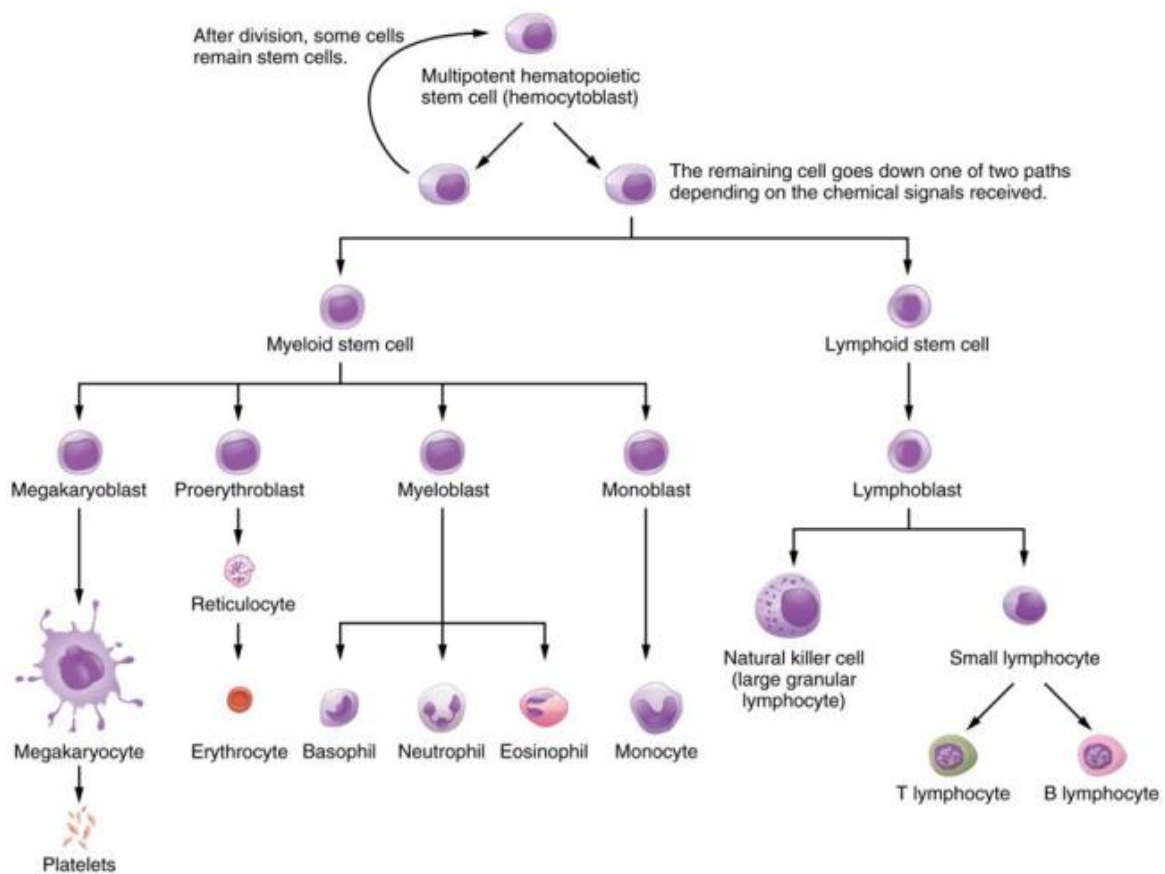 After division, some cells
remain stem cells.
Multipotent hematopoietic
stem cell (hemocytoblast)
The remaining cell goes down one of two paths
depending on the chemical signals received.
Myeloid stem cell
Lymphoid stem cell
Megakaryoblast
Proerythroblast
Myeloblast
Monoblast
Lymphoblast
Reticulocyte
Natural killer cell
(large granular
lymphocyte)
Small lymphocyte
Megakaryocyte
Erythrocyte
Basophil
Neutrophil
Eosinophil
Monocyte
T lymphocyte
B lymphocyte
Platelets